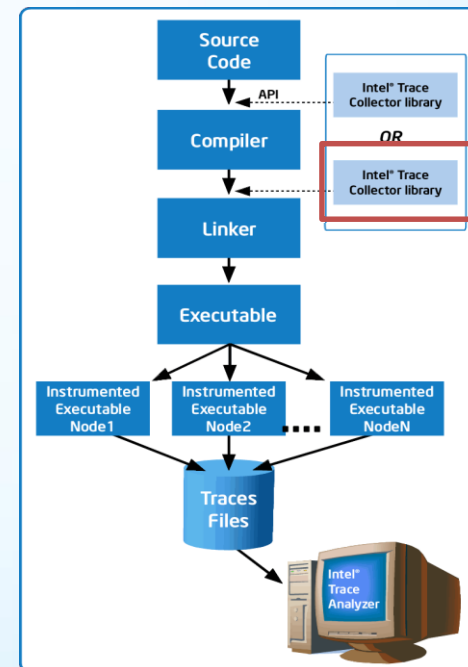 Source
Code
API
Intel® Trace
Collector library
OR
Compiler
Intel® Trace
Collector library
Linker
Executable
Instrumented
Executable
Node1
Instrumented
Executable
Node2
Instrumented
Executable
NodeN
Traces
Files
Intel®
Trace
Analyzer